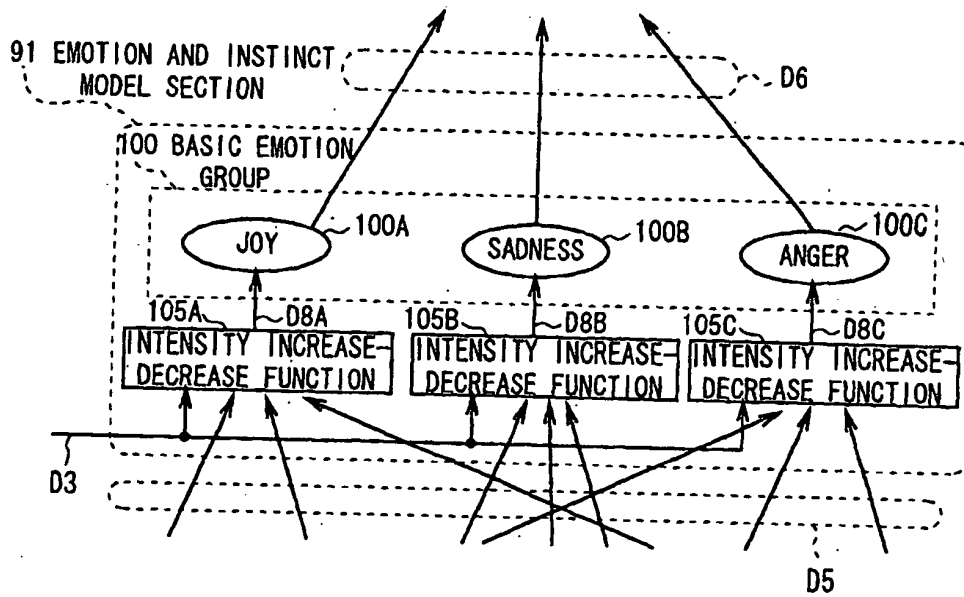 91 EMOTION AND INSTINCT
MODEL SECTION
D6
100 BASIC EMOTION
GROUP
JOY
100A
SADNESS
100B
ANGER
100C
105A
D8A
105B
D8B
105C
D8C
INTENSITY INCREASE-
DECREASE FUNCTION
INTENSITY INCREASE-
DECREASE FUNCTION
INTENSITY INCREASE-
DECREASE FUNCTION
D3
D5